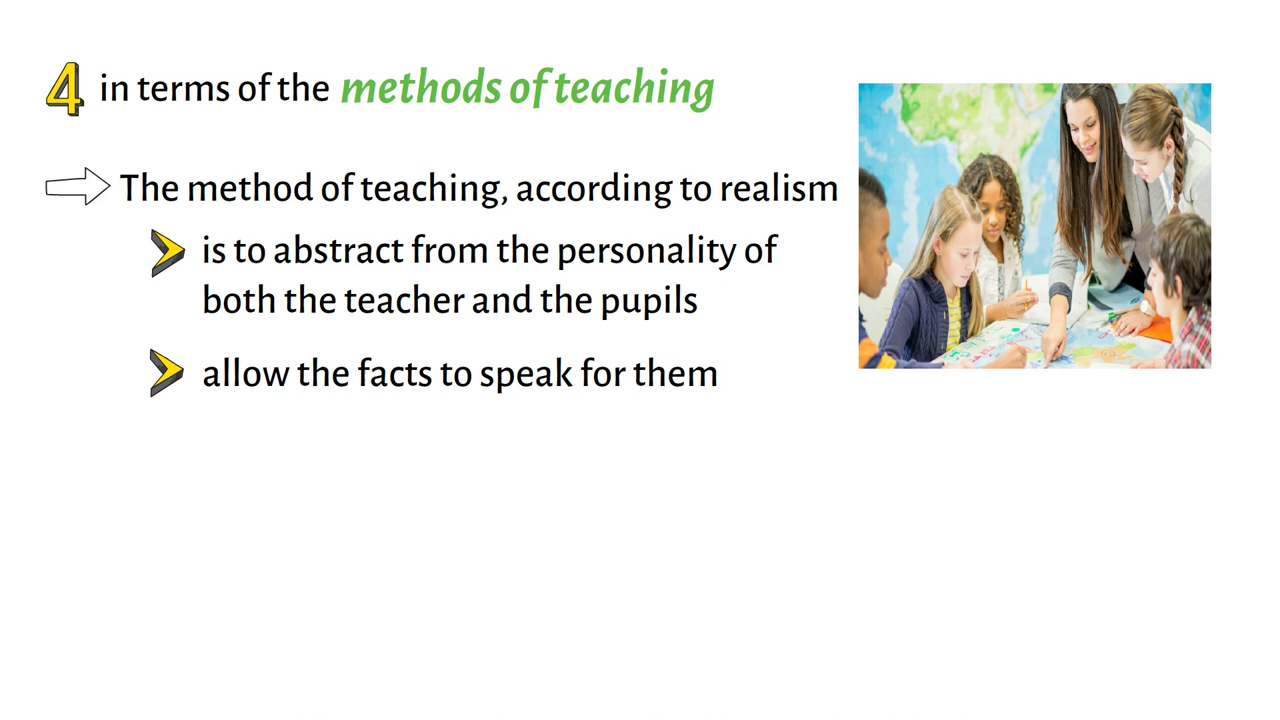 4 in terms of the methods of teaching
The method of teaching, according to realism
is to abstract from the personality of
both the teacher and the pupils
allow the facts to speak for them